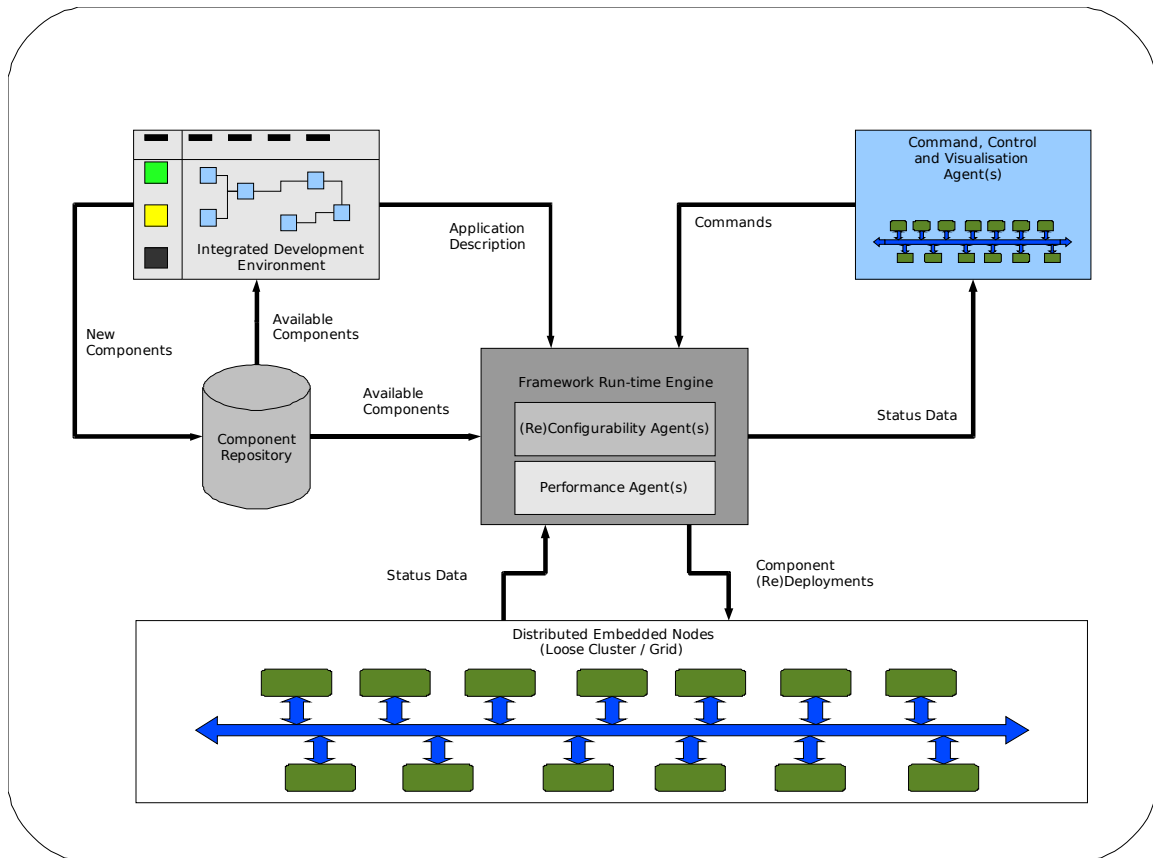 Command, Control
and Visualisation
Agent(s)
Integrated Development
Environment
Application
Description
Commands
New
Components
Available
Components
Available
Components
Component
Repository
Framework Run-time Engine
(Re)Configurability Agent(s)
Performance Agent(s)
Status Data
Status Data
Component
(Re)Deployments
Distributed Embedded Nodes
(Loose Cluster / Grid)